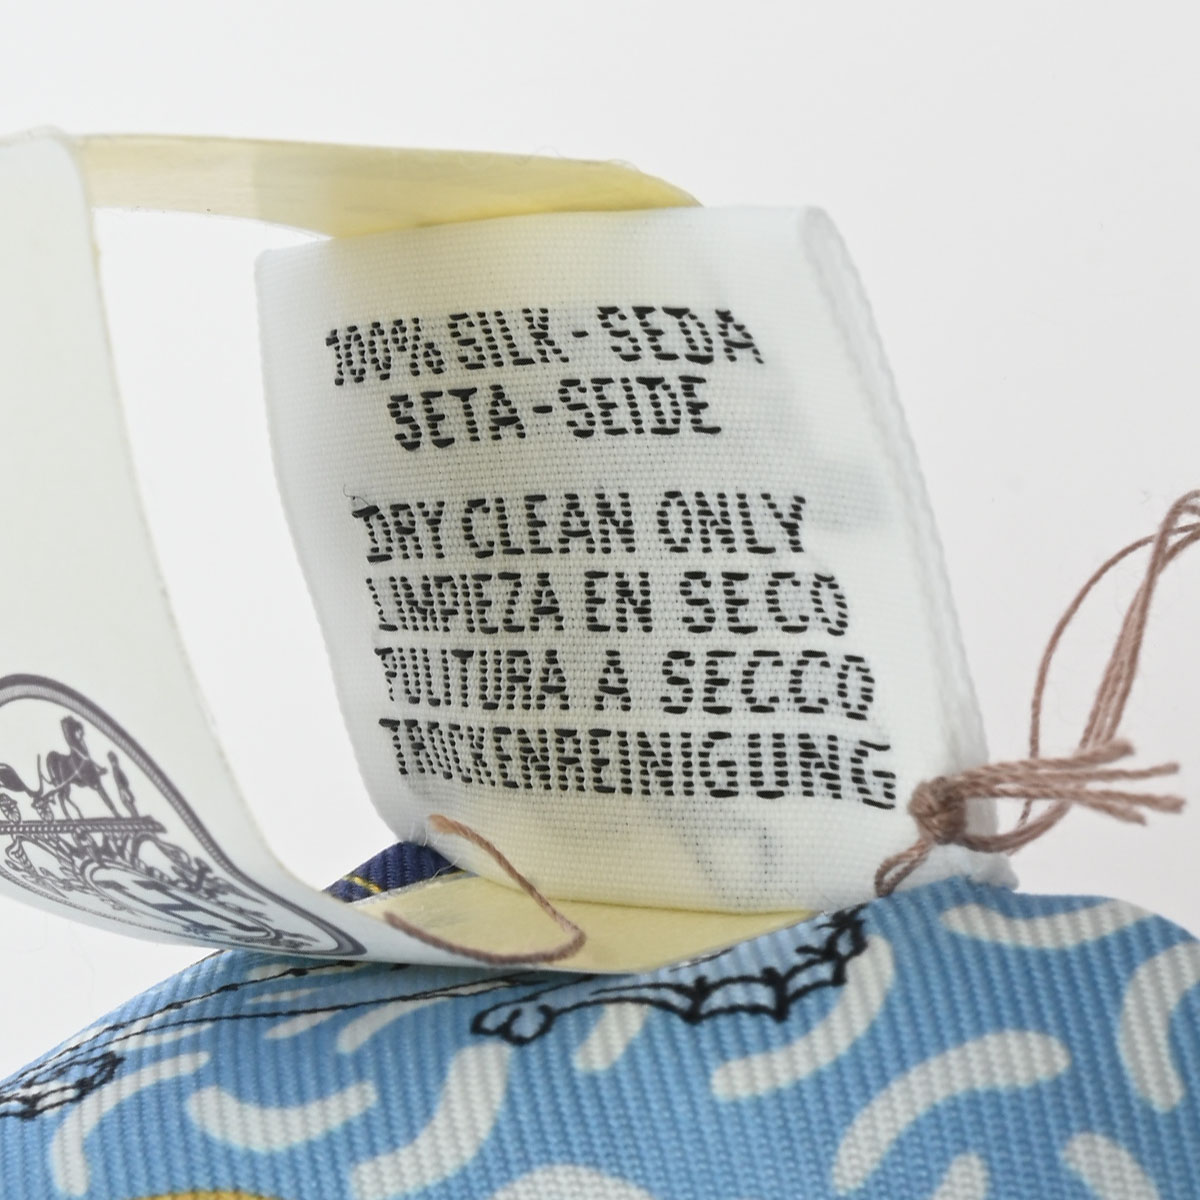 100% SILK - SEDA
SETA - SEIDE
DRY CLEAN ONLY
LIMPIEZA EN SECO
PULITURA A SECCO
TROCKENREINIGUNG